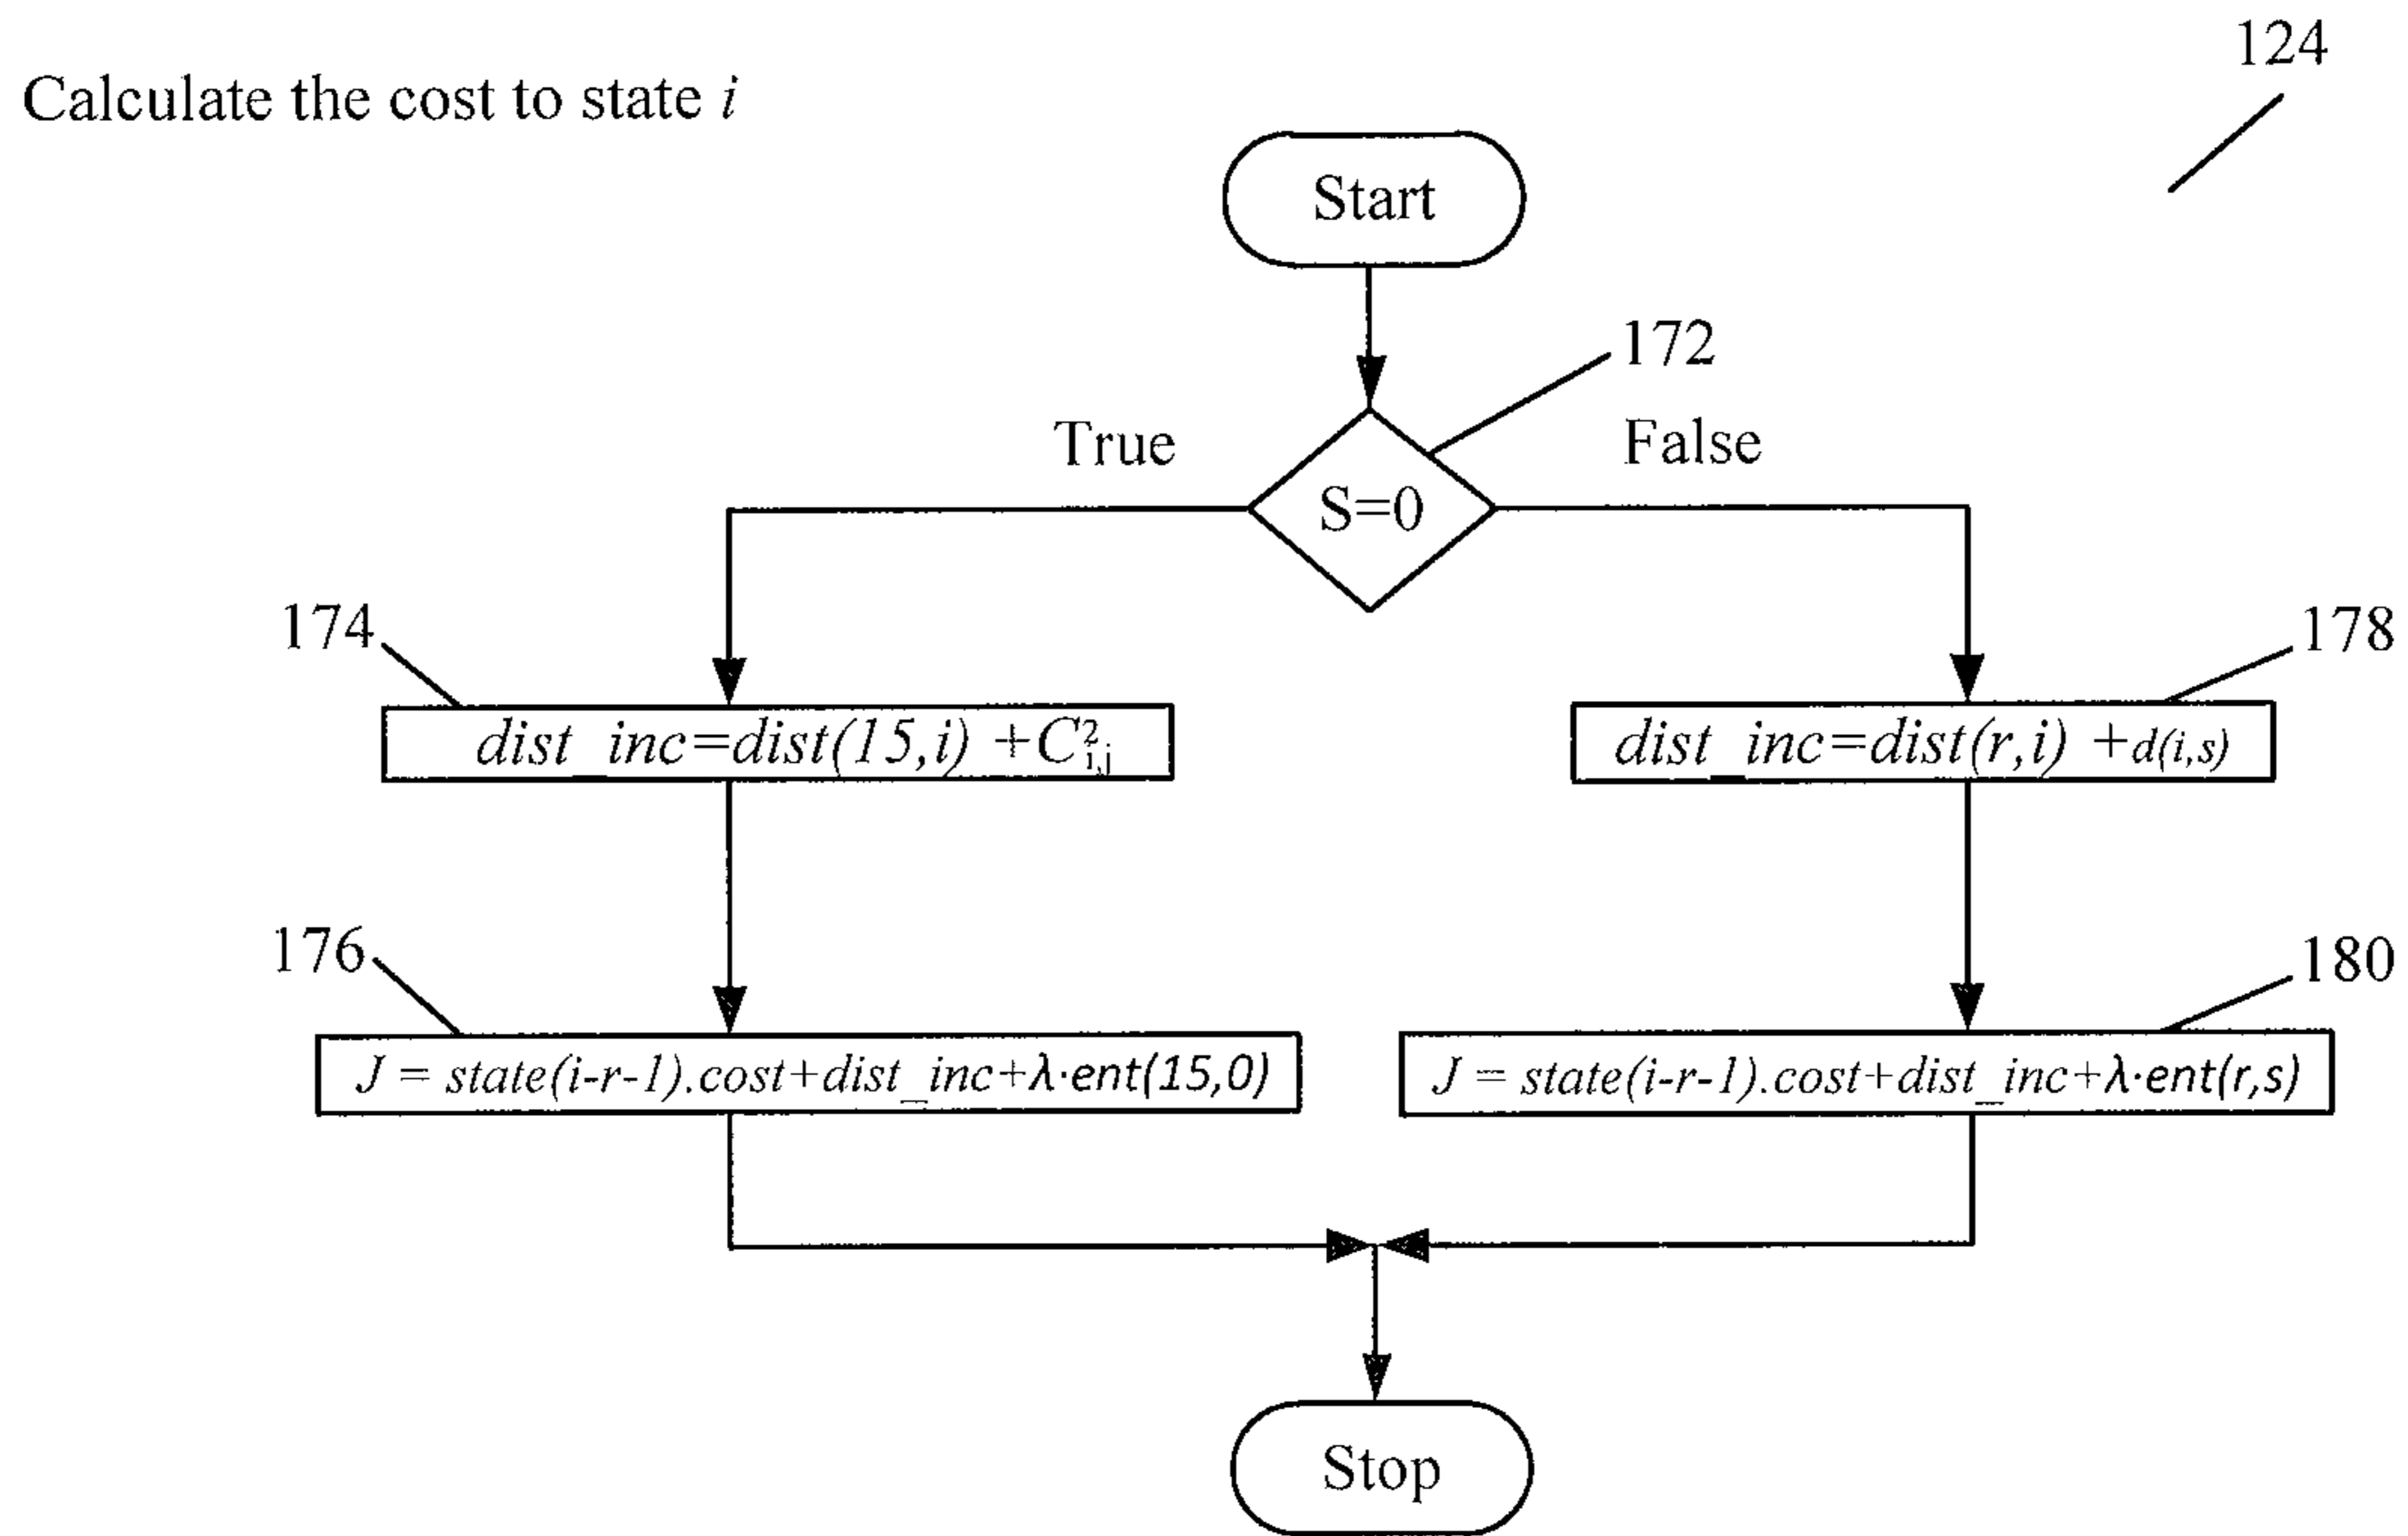 124
Calculate the cost to state i
Start
172
True
False
S=0
174
178
dist_inc=dist(15,i) +C²i,j
dist_inc=dist(r,i) +d(i,s)
176
180
J = state(i-r-1).cost+dist_inc+λ·ent(15,0)
J = state(i-r-1).cost+dist_inc+λ·ent(r,s)
Stop